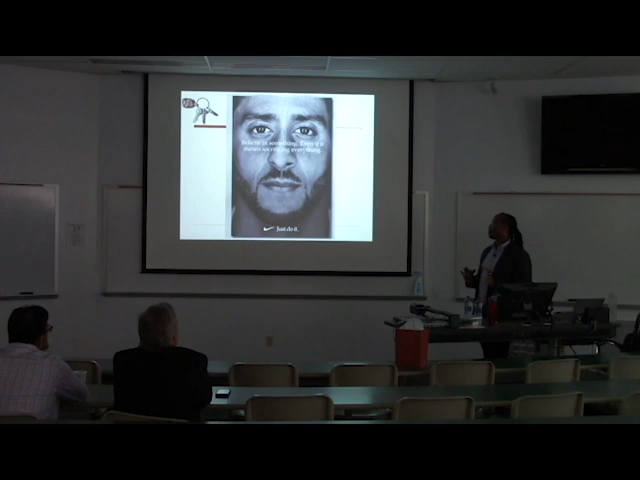 Believe in something. Even if it
means sacrificing everything.
Just do it.